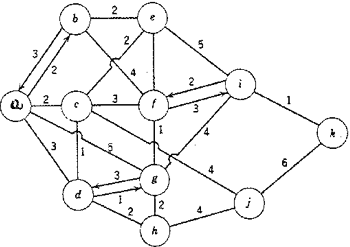 b 2 e
3 2 5
2 4 2 i
a 2 c 3 f 3 1
k
5 1 4
3 1 3 g 4 6
d 1 j
2 2 4
h